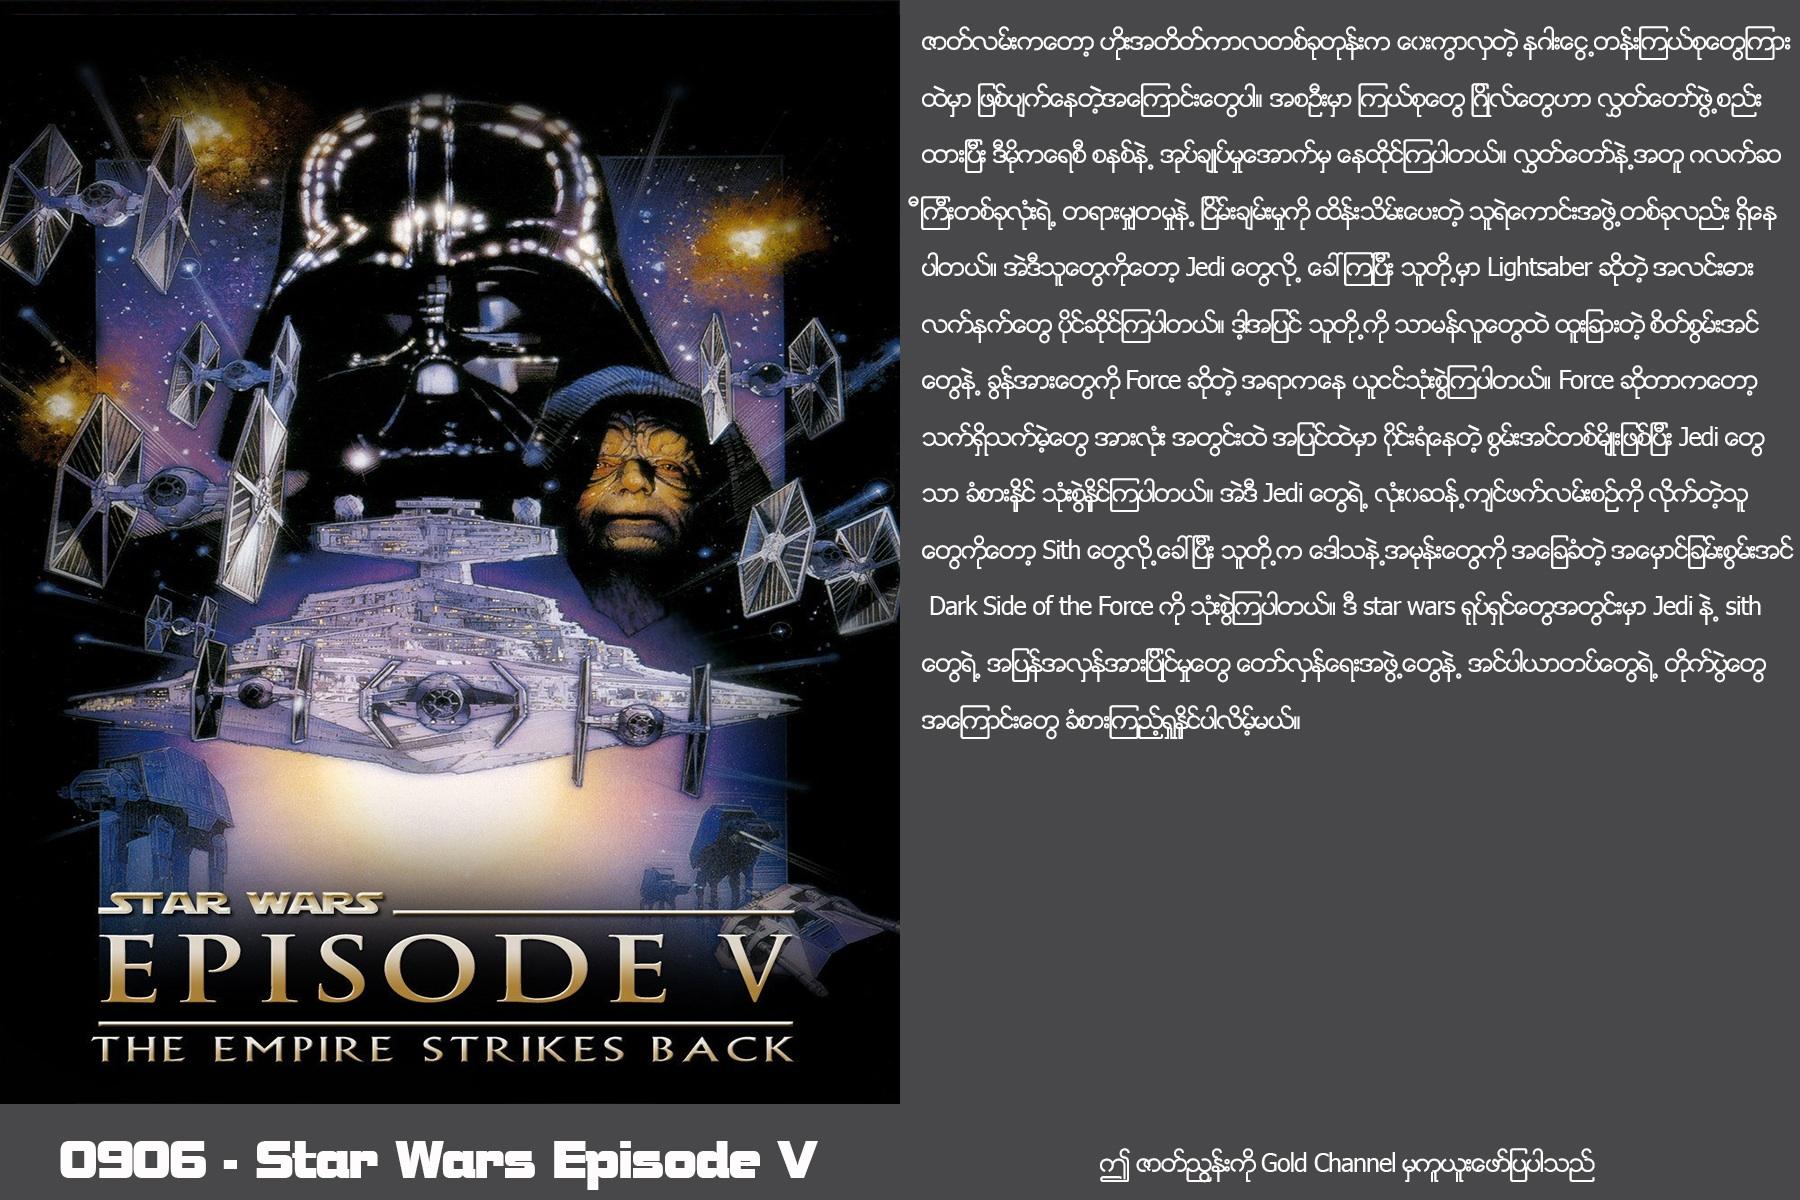 STAR WARS
EPISODE V
THE EMPIRE STRIKES BACK
0906 - Star Wars Episode V
ဇာတ်လမ်းကတော့ ဟိုးအတိတ်ကာလတစ်ခုတုန်းက ဝေးကွာလှတဲ့ နဂါးငွေ့တန်းကြယ်စုတွေကြား
ထဲမှာ ဖြစ်ပျက်နေတဲ့အကြောင်းတွေပါ။ အစဦးမှာ ကြယ်စုတွေ ဂြိုလ်တွေဟာ လွှတ်တော်ဖွဲ့စည်း
ထားပြီး ဒီမိုကရေစီ စနစ်နဲ့ အုပ်ချုပ်မှုအောက်မှ နေထိုင်ကြပါတယ်။ လွှတ်တော်နဲ့အတူ ဂလက်ဆ
ီကြီးတစ်ခုလုံးရဲ့ တရားမျှတမှုနဲ့ ငြိမ်းချမ်းမှုကို ထိန်းသိမ်းပေးတဲ့ သူရဲကောင်းအဖွဲ့တစ်ခုလည်း ရှိနေ
ပါတယ်။ အဲဒီသူတွေကိုတော့ Jedi တွေလို့ ခေါ်ကြပြီး သူတို့မှာ Lightsaber ဆိုတဲ့ အလင်းဓား
လက်နက်တွေ ပိုင်ဆိုင်ကြပါတယ်။ ဒါ့အပြင် သူတို့ကို သာမန်လူတွေထဲ ထူးခြားတဲ့ စိတ်စွမ်းအင်
တွေနဲ့ ခွန်အားတွေကို Force ဆိုတဲ့ အရာကနေ ယူငင်သုံးစွဲကြပါတယ်။ Force ဆိုတာကတော့
သက်ရှိသက်မဲ့တွေ အားလုံး အတွင်းထဲ အပြင်ထဲမှာ ဝိုင်းရံနေတဲ့ စွမ်းအင်တစ်မျိုးဖြစ်ပြီး Jedi တွေ
သာ ခံစားနိူင် သုံးစွဲနိူင်ကြပါတယ်။ အဲဒီ Jedi တွေရဲ့ လုံးဝဆန့်ကျင်ဖက်လမ်းစဉ်ကို လိုက်တဲ့သူ
တွေကိုတော့ Sith တွေလို့ခေါ်ပြီး သူတို့က ဒေါသနဲ့အမုန်းတွေကို အခြေခံတဲ့ အမှောင်ခြမ်းစွမ်းအင်
Dark Side of the Force ကို သုံးစွဲကြပါတယ်။ ဒီ star wars ရုပ်ရှင်တွေအတွင်းမှာ Jedi နဲ့ sith
တွေရဲ့ အပြန်အလှန်အားပြိုင်မှုတွေ တော်လှန်ရေးအဖွဲ့တွေနဲ့ အင်ပါယာတပ်တွေရဲ့ တိုက်ပွဲတွေ
အကြောင်းတွေ ခံစားကြည့်ရှုနိူင်ပါလိမ့်မယ်။
ဤ ဇာတ်ညွှန်းကို Gold Channel မှကူယူးဖော်ပြပါသည်